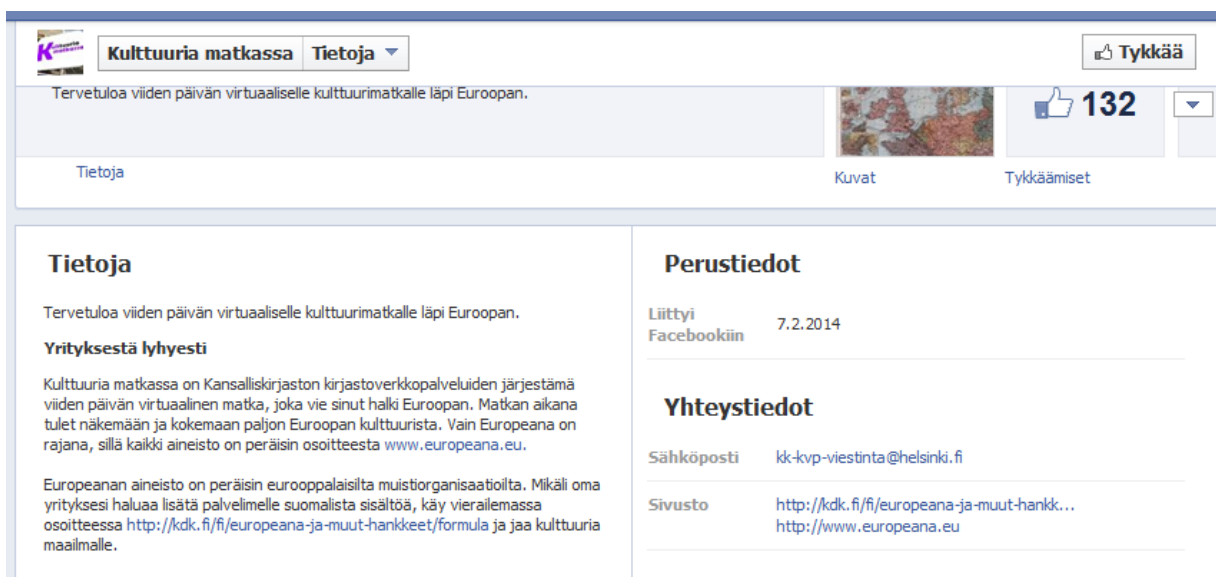 Kulttuuria matkassa
Kulttuuria matkassa Tietoja
Tykkää
Tervetuloa viiden päivän virtuaaliselle kulttuurimatkalle läpi Euroopan.
132
Tietoja
Kuvat
Tykkäämiset
Tietoja
Tervetuloa viiden päivän virtuaaliselle kulttuurimatkalle läpi Euroopan.
Yrityksestä lyhyesti
Kulttuuria matkassa on Kansalliskirjaston kirjastoverkkopalveluiden järjestämä
viiden päivän virtuaalinen matka, joka vie sinut halki Euroopan. Matkan aikana
tulet näkemään ja kokemaan paljon Euroopan kulttuurista. Vain Europeana on
rajana, sillä kaikki aineisto on peräisin osoitteesta www.europeana.eu.
Europeanan aineisto on peräisin eurooppalaisilta muistiorganisaatioilta. Mikäli oma
yrityksesi haluaa lisätä palvelimelle suomalista sisältöä, käy vierailemassa
osoitteessa http://kdk.fi/fi/europeana-ja-muut-hankkeet/formula ja jaa kulttuuria
maailmalle.
Perustiedot
Liittyi
Facebookiin
7.2.2014
Yhteystiedot
Sähköposti kk-kvp-viestinta@helsinki.fi
Sivusto http://kdk.fi/fi/europeana-ja-muut-hankk...
http://www.europeana.eu